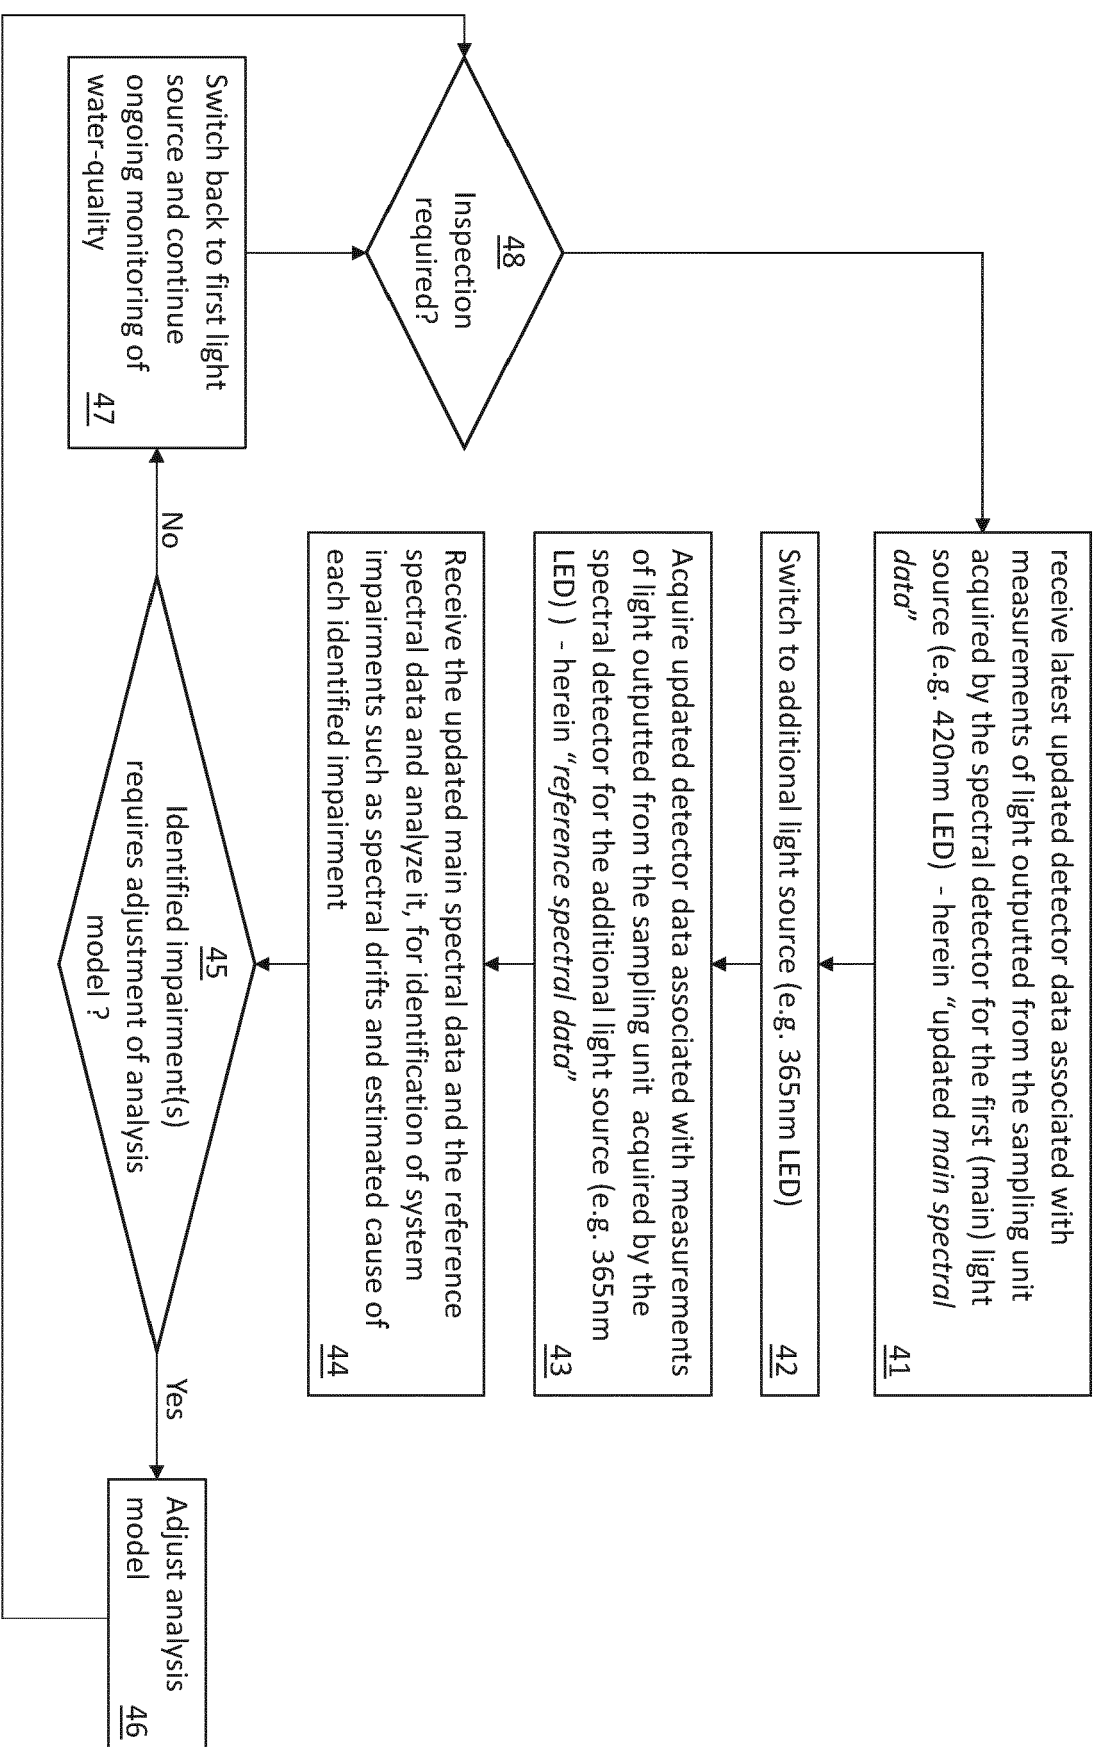 receive latest updated detector data associated with
measurements of light outputted from the sampling unit
acquired by the spectral detector for the first (main) light
source (e.g. 420nm LED) - herein “updated main spectral
data”
41
Switch to additional light source (e.g. 365nm LED)
42
Acquire updated detector data associated with measurements
of light outputted from the sampling unit acquired by the
spectral detector for the additional light source (e.g. 365nm
LED) ) - herein “reference spectral data”
43
Receive the updated main spectral data and the reference
spectral data and analyze it, for identification of system
impairments such as spectral drifts and estimated cause of
each identified impairment
44
45
Identified impairment(s)
requires adjustment of analysis
model ?
No
Yes
Adjust analysis
model
46
Switch back to first light
source and continue
ongoing monitoring of
water-quality
47
48
Inspection
required?